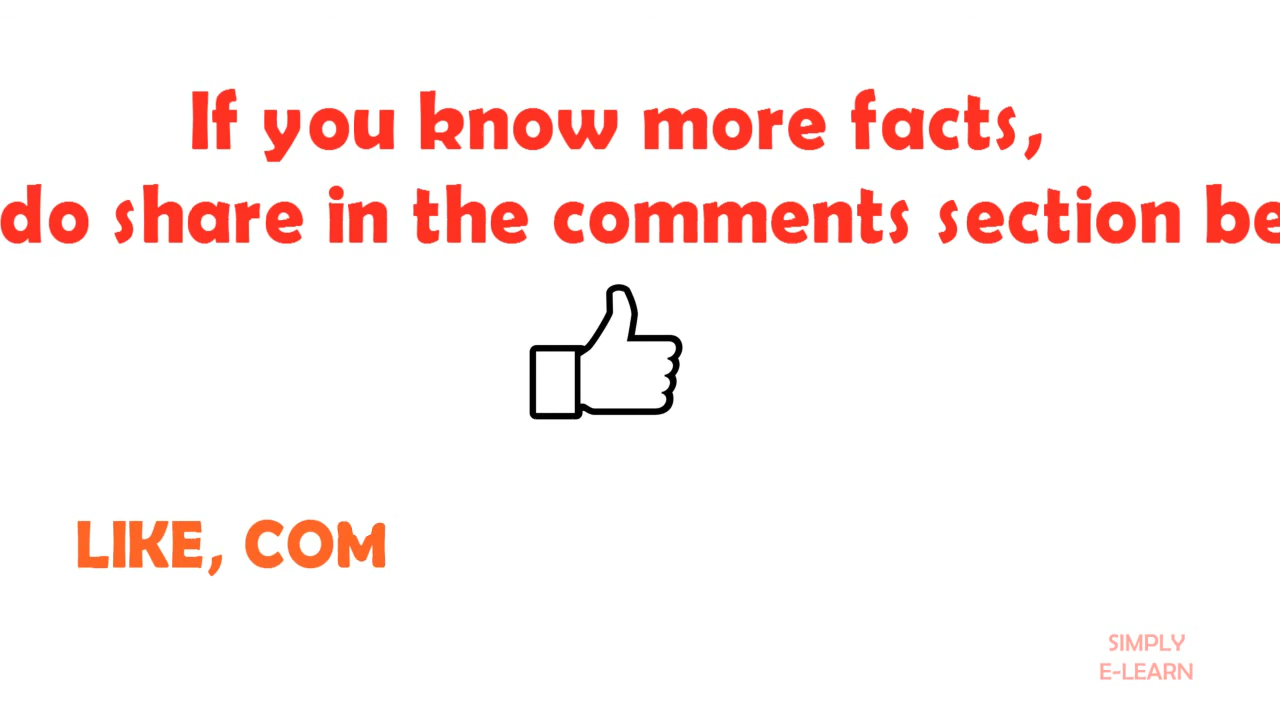 If you know more facts,
do share in the comments section be
LIKE, COM
SIMPLY
E-LEARN